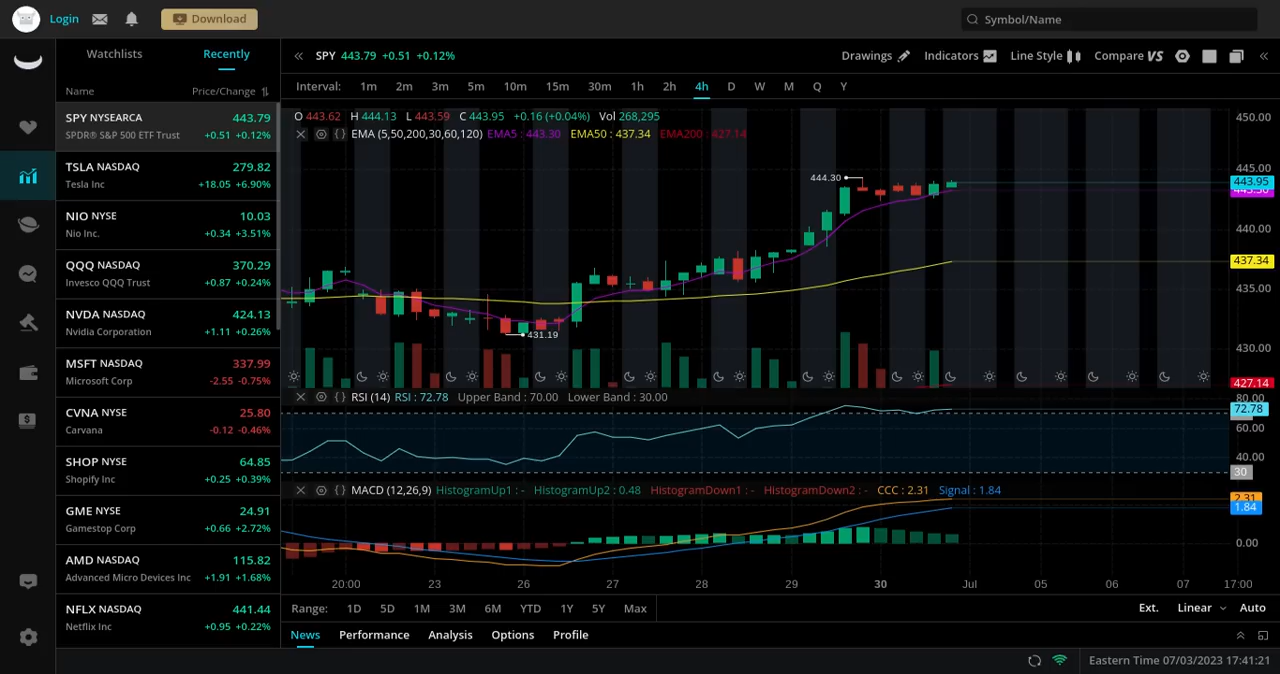 Login
Download
Symbol/Name
Watchlists
Recently
Name
Price/Change
SPY NYSEARCA 443.79
SPDR® S&P 500 ETF Trust +0.51 +0.12%
TSLA NASDAQ 279.82
Tesla Inc +18.05 +6.90%
NIO NYSE 10.03
Nio Inc. +0.34 +3.51%
QQQ NASDAQ 370.29
Invesco QQQ Trust +0.87 +0.24%
NVDA NASDAQ 424.13
Nvidia Corporation +1.11 +0.26%
MSFT NASDAQ 337.99
Microsoft Corp -2.55 -0.75%
CVNA NYSE 25.80
Carvana -0.12 -0.46%
SHOP NYSE 64.85
Shopify Inc +0.25 +0.39%
GME NYSE 24.91
Gamestop Corp +0.66 +2.72%
AMD NASDAQ 115.82
Advanced Micro Devices Inc +1.91 +1.68%
NFLX NASDAQ 441.44
Netflix Inc +0.95 +0.22%
SPY 443.79 +0.51 +0.12%
Drawings Indicators Line Style Compare VS
Interval: 1m 2m 3m 5m 10m 15m 30m 1h 2h 4h D W M Q Y
O 443.62 H 444.13 L 443.59 C 443.95 +0.16 (+0.04%) Vol 268,295
EMA (5,50,200,30,60,120) EMA5 : 443.30 EMA50 : 437.34 EMA200 : 427.14
450.00
445.00
444.30
443.95
443.30
440.00
437.34
435.00
431.19
430.00
427.14
RSI (14) RSI : 72.78 Upper Band : 70.00 Lower Band : 30.00
80.00
72.78
60.00
40.00
30
MACD (12,26,9) HistogramUp1 : - HistogramUp2 : 0.48 HistogramDown1 : - HistogramDown2 : - CCC : 2.31 Signal : 1.84
2.31
1.84
0.00
20:00 23 26 27 28 29 30 Jul 05 06 07 17:00
Range: 1D 5D 1M 3M 6M YTD 1Y 5Y Max
Ext. Linear Auto
News Performance Analysis Options Profile
Eastern Time 07/03/2023 17:41:21